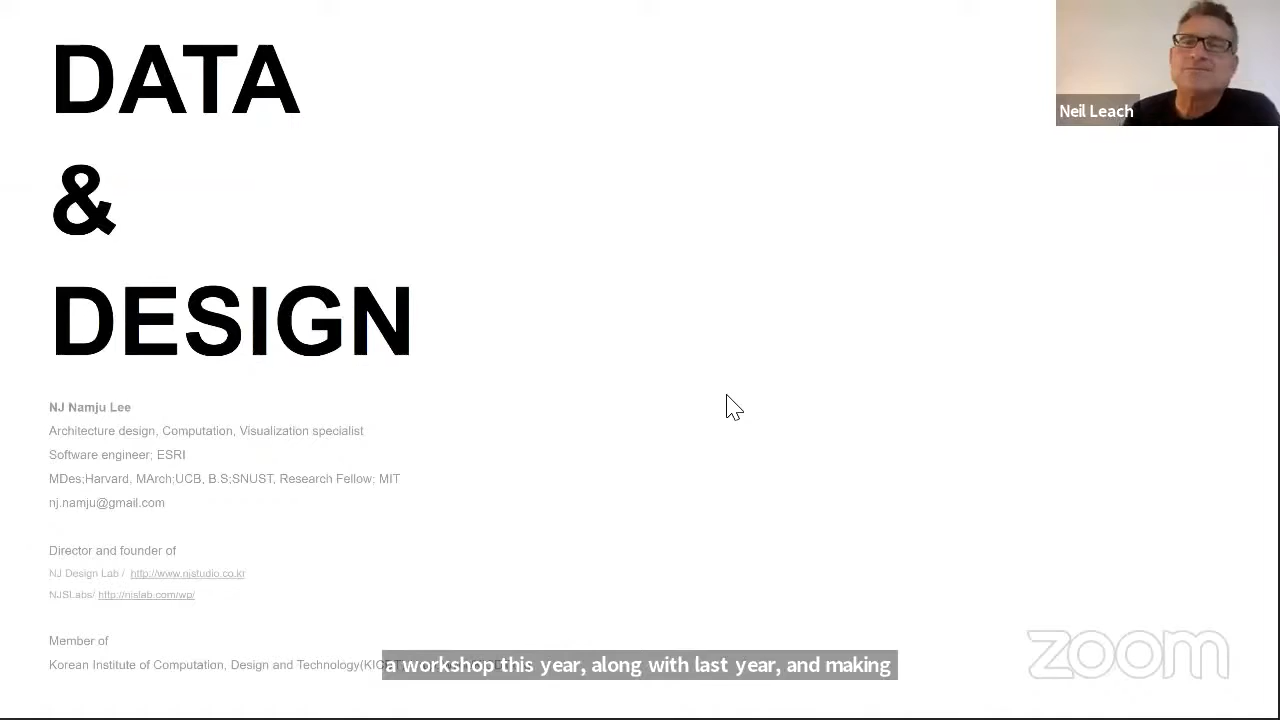 DATA
&
DESIGN
Neil Leach
NJ Namju Lee
Architecture design, Computation, Visualization specialist
Software engineer; ESRI
MDes;Harvard, MArch;UCB, B.S;SNUST, Research Fellow; MIT
nj.namju@gmail.com
Director and founder of
NJ Design Lab / http://www.njstudio.co.kr
NJSLabs/ http://njslab.com/wp/
Member of
Korean Institute of Computation, Design and Technology
a workshop this year, along with last year, and making
zoom